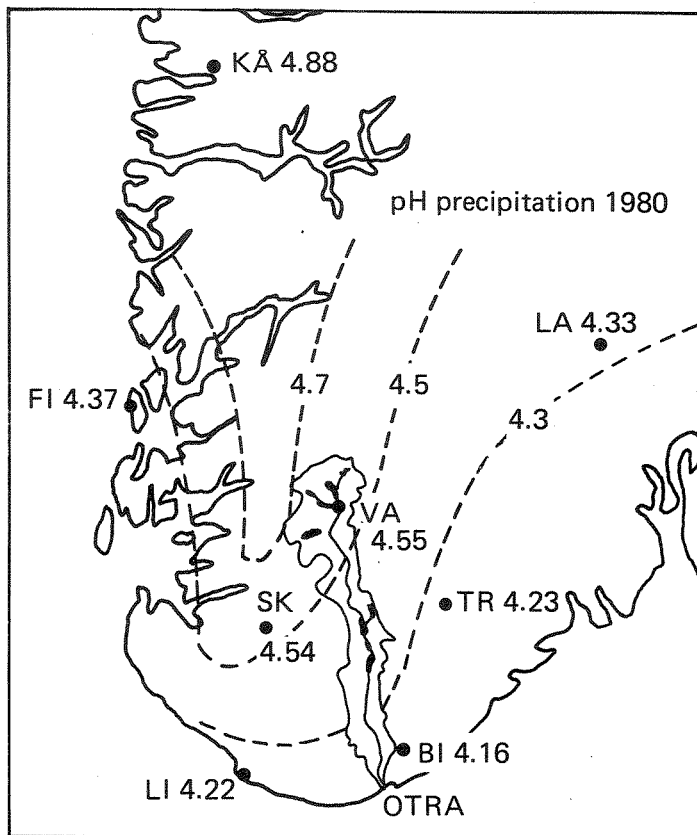 KÅ 4.88
pH precipitation 1980
LA 4.33
4.7
4.5
FI 4.37
4.3
VA
4.55
SK
TR 4.23
4.54
BI 4.16
LI 4.22
OTRA